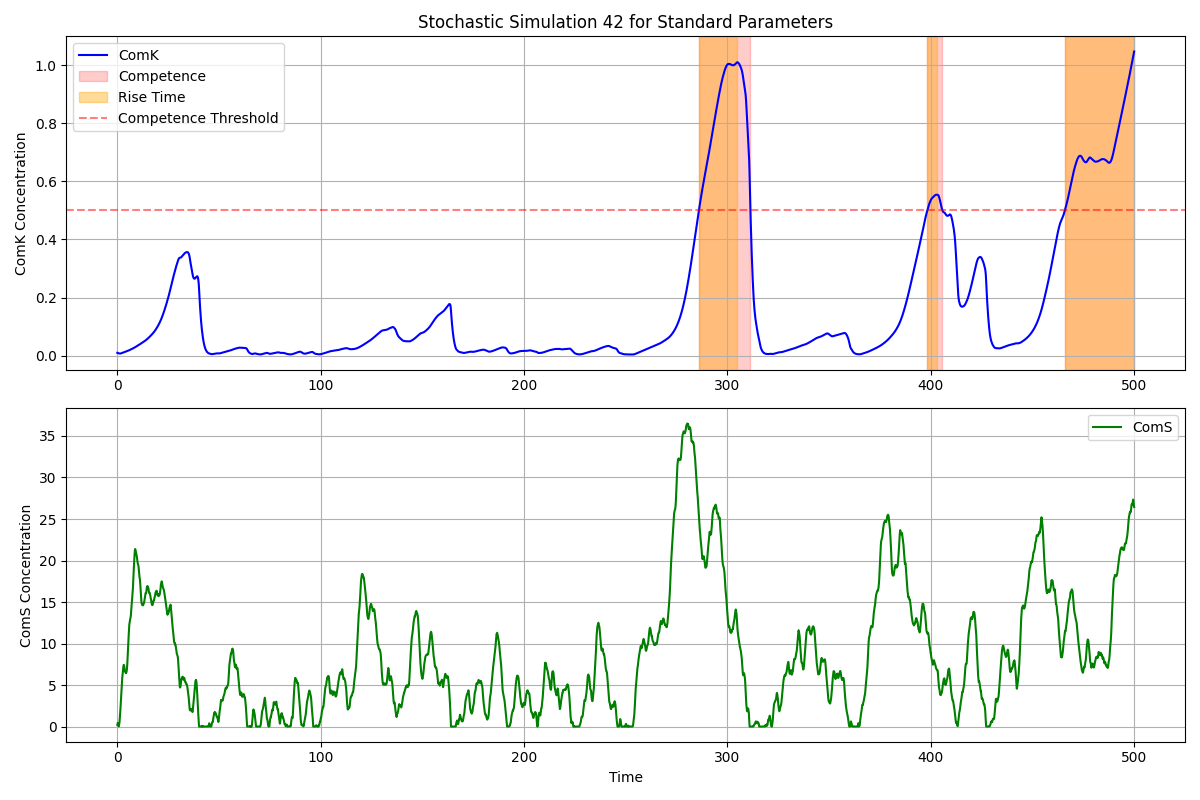 Stochastic Simulation 42 for Standard Parameters
ComK
Competence
Rise Time
Competence Threshold
ComK Concentration
1.0
0.8
0.6
0.4
0.2
0.0
0 100 200 300 400 500
ComS
ComS Concentration
35
30
25
20
15
10
5
0
0 100 200 300 400 500
Time